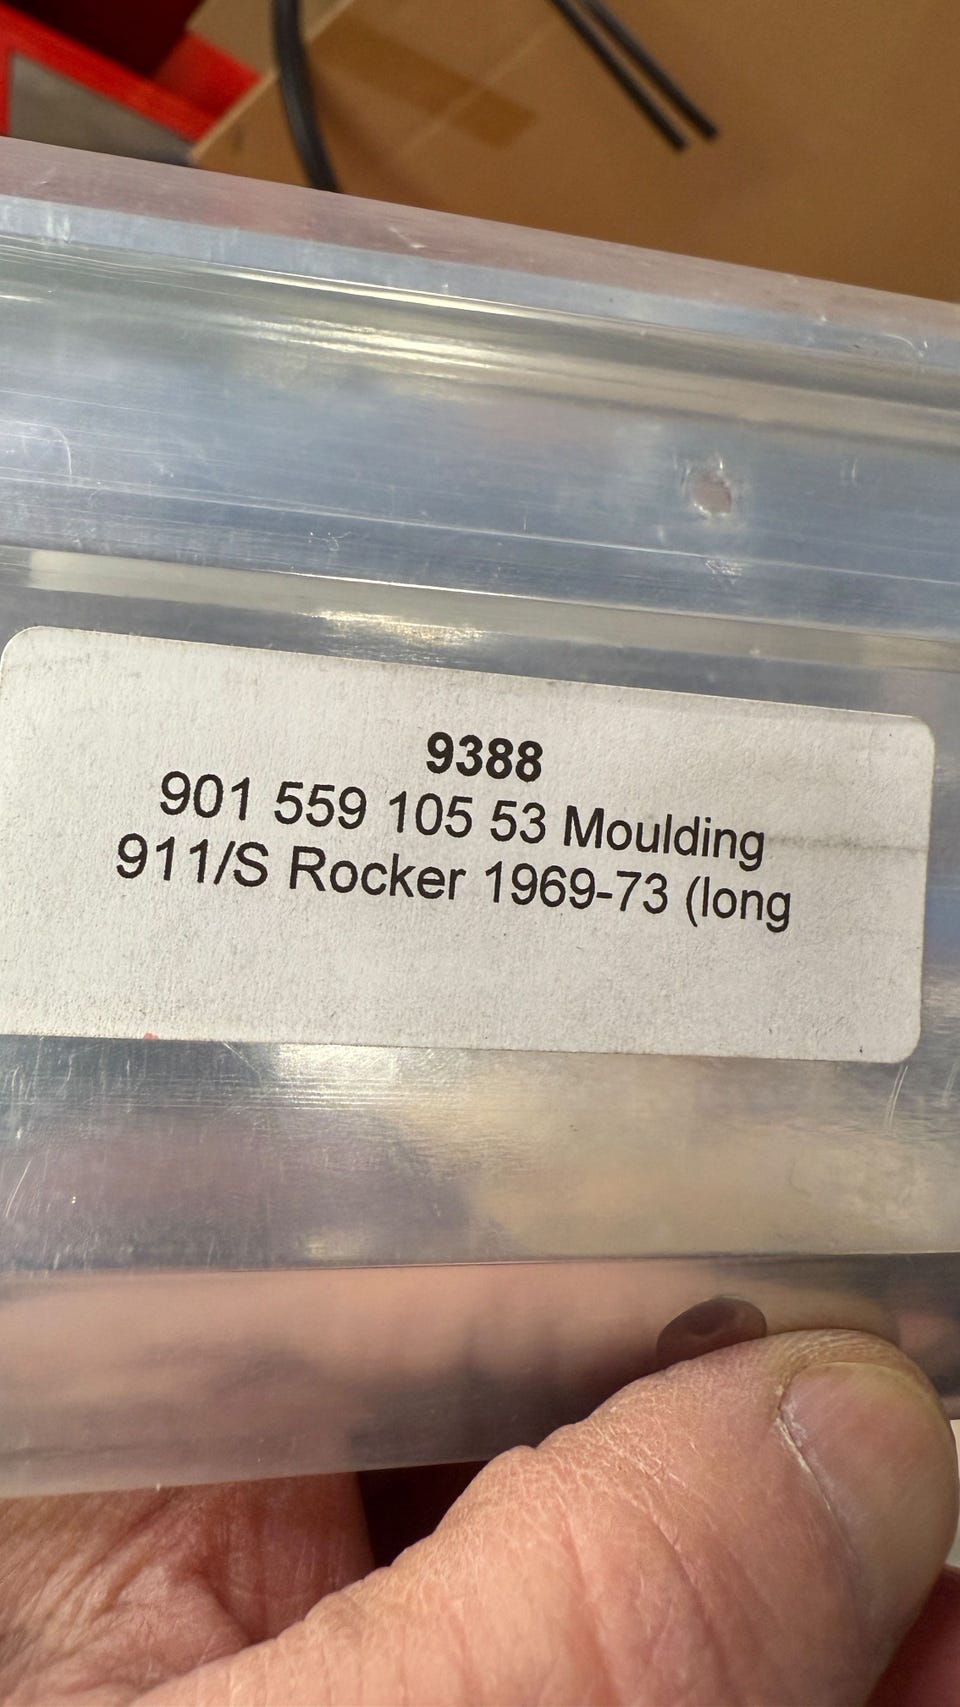 9388
901 559 105 53 Moulding
911/S Rocker 1969-73 (long